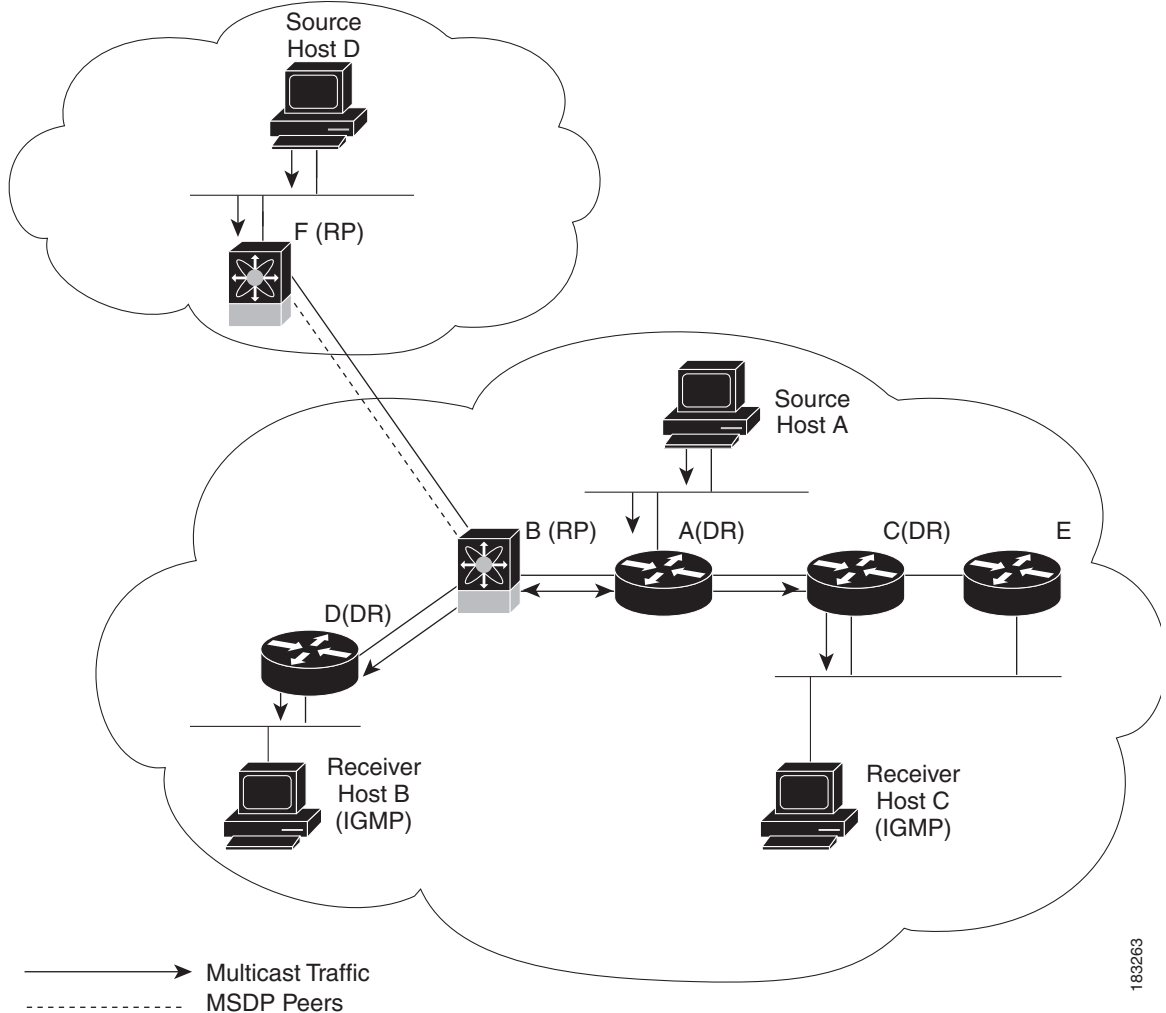 Source
Host D
F (RP)
Source
Host A
B (RP)
A(DR)
C(DR)
E
D(DR)
Receiver
Host B
(IGMP)
Receiver
Host C
(IGMP)
Multicast Traffic
MSDP Peers
183263